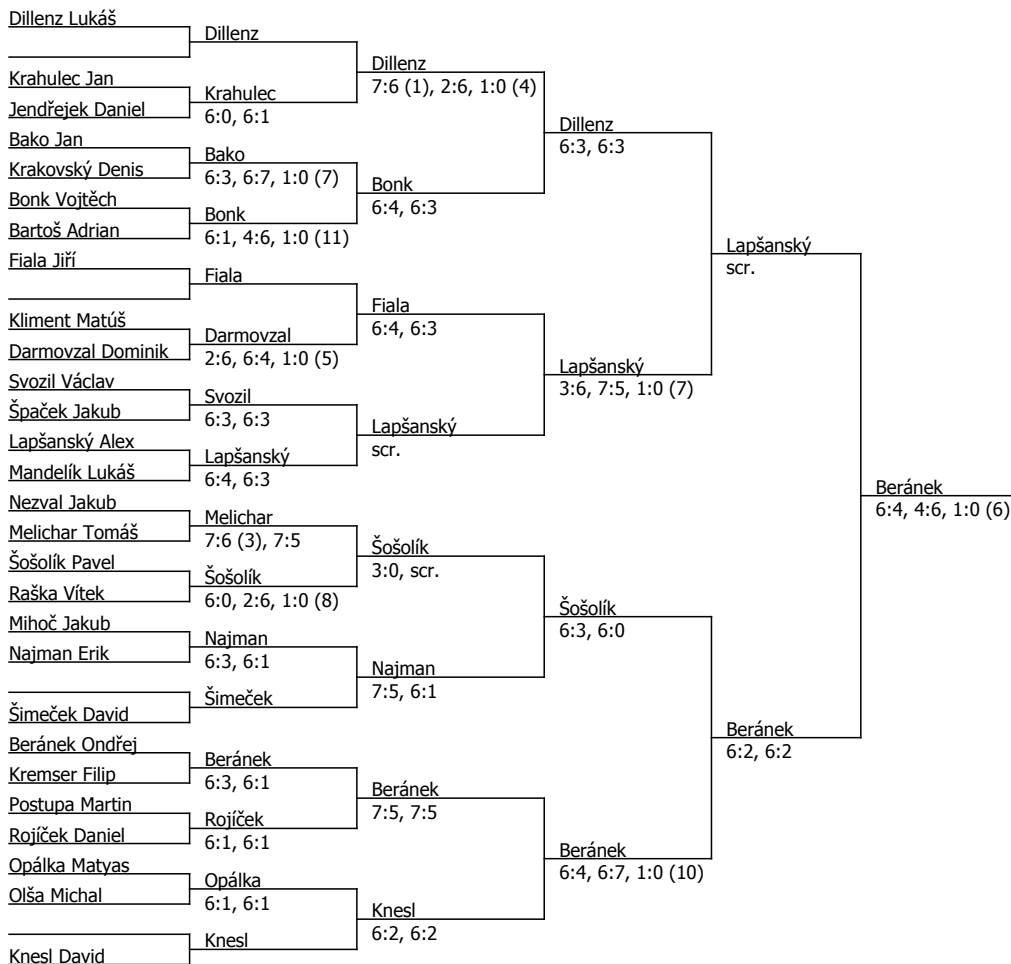 Dillenz Lukáš
Krahulec Jan
Jendřejek Daniel
Bako Jan
Krakovský Denis
Bonk Vojtěch
Bartoš Adrian
Fiala Jiří
Kliment Matúš
Darmovzal Dominik
Svozil Václav
Špaček Jakub
Lapšanský Alex
Mandelík Lukáš
Nezval Jakub
Melichar Tomáš
Šošolík Pavel
Raška Vítek
Mihoč Jakub
Najman Erik
Šimeček David
Beránek Ondřej
Kremser Filip
Postupa Martin
Rojíček Daniel
Opálka Matyas
Olša Michal
Knesl David
Dillenz
Krahulec
6:0, 6:1
Bako
6:3, 6:7, 1:0 (7)
Bonk
6:1, 4:6, 1:0 (11)
Fiala
Darmovzal
2:6, 6:4, 1:0 (5)
Svozil
6:3, 6:3
Lapšanský
6:4, 6:3
Melichar
7:6 (3), 7:5
Šošolík
6:0, 2:6, 1:0 (8)
Najman
6:3, 6:1
Šimeček
Beránek
6:3, 6:1
Rojíček
6:1, 6:1
Opálka
6:1, 6:1
Knesl
Dillenz
7:6 (1), 2:6, 1:0 (4)
Bonk
6:4, 6:3
Fiala
6:4, 6:3
Lapšanský
scr.
Šošolík
3:0, scr.
Najman
7:5, 6:1
Beránek
7:5, 7:5
Knesl
6:2, 6:2
Dillenz
6:3, 6:3
Lapšanský
3:6, 7:5, 1:0 (7)
Šošolík
6:3, 6:0
Beránek
6:4, 6:7, 1:0 (10)
Lapšanský
scr.
Beránek
6:2, 6:2
Beránek
6:4, 4:6, 1:0 (6)